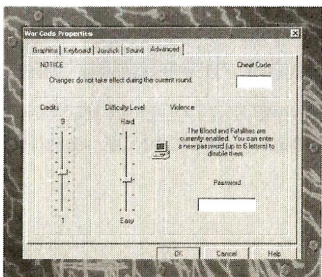 War Gods Properties
Graphics Keyboard Joystick Sound Advanced
NOTICE
Changes do not take effect during the current round.
Cheat Code
Credits
9
1
Difficulty Level
Hard
Easy
Violence
The Blood and Fatalities are
currently enabled. You can enter
a new password (up to 6 letters) to
disable them.
Password
OK Cancel Help